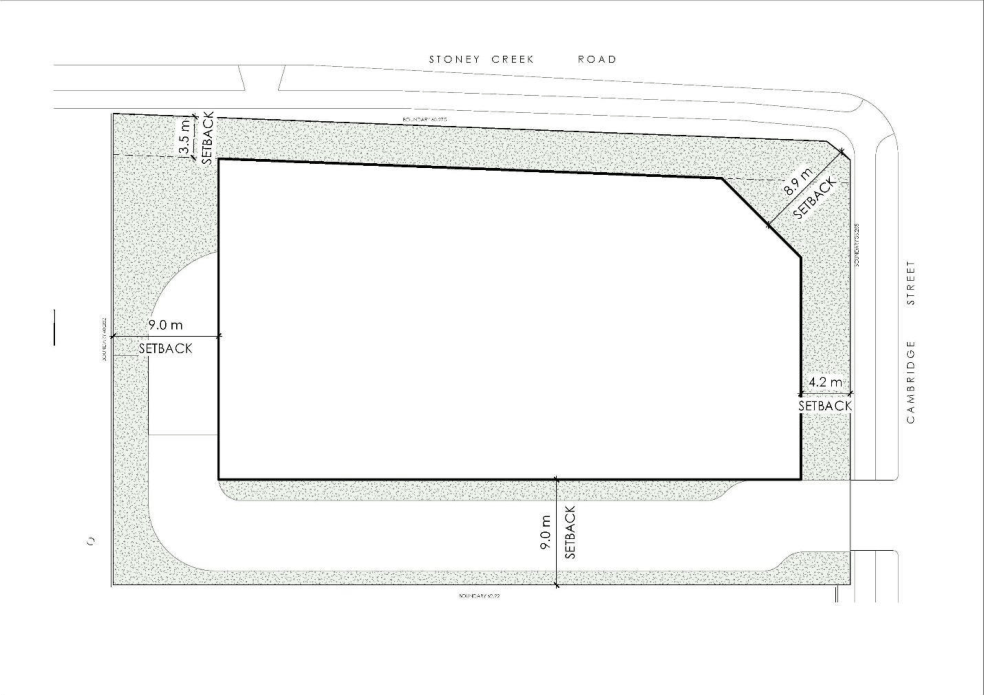 STONEY CREEK ROAD
3.5 m
SETBACK
8.9 m
SETBACK
9.0 m
SETBACK
4.2 m
SETBACK
CAMBRIDGE STREET
9.0 m
SETBACK